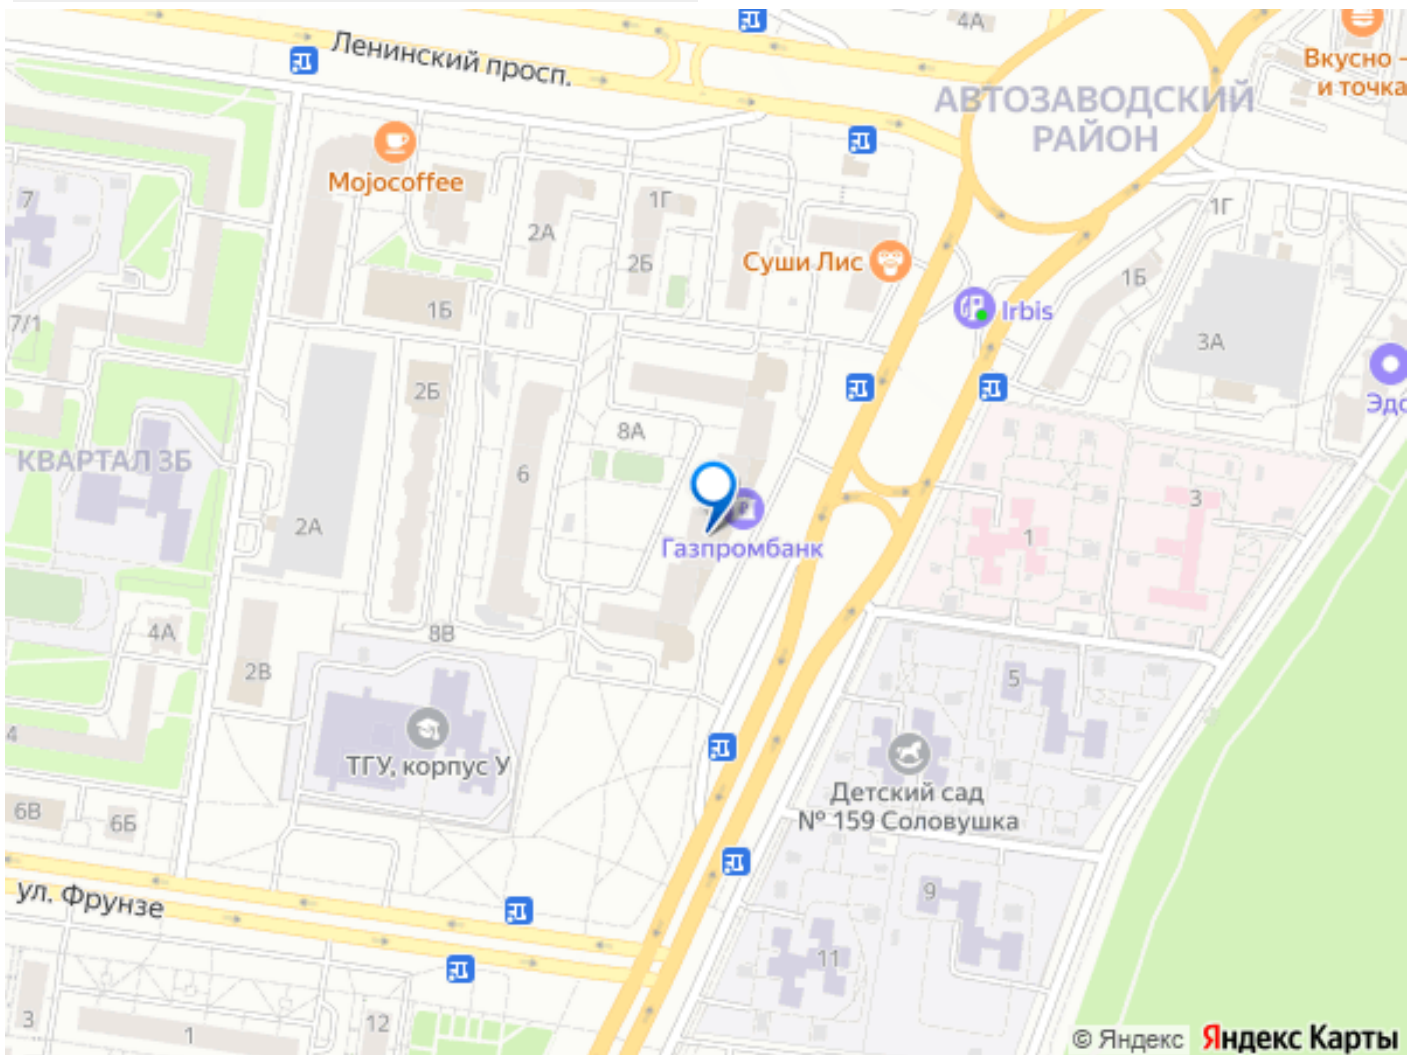 4А
Вкусно –
и точка
Ленинский просп.
АВТОЗАВОДСКИЙ
РАЙОН
Mojocoffee
7
1Г
1Г
2А
2Б
Суши Лис
1Б
7/1
1Б
Irbis
3А
2Б
Эдс
8А
КВАРТАЛ 3Б
6
3
2А
1
Газпромбанк
4А
8В
2В
5
4
ТГУ, корпус У
Детский сад
№ 159 Соловушка
6В
6Б
ул. Фрунзе
9
11
3
1
12
© Яндекс Яндекс Карты